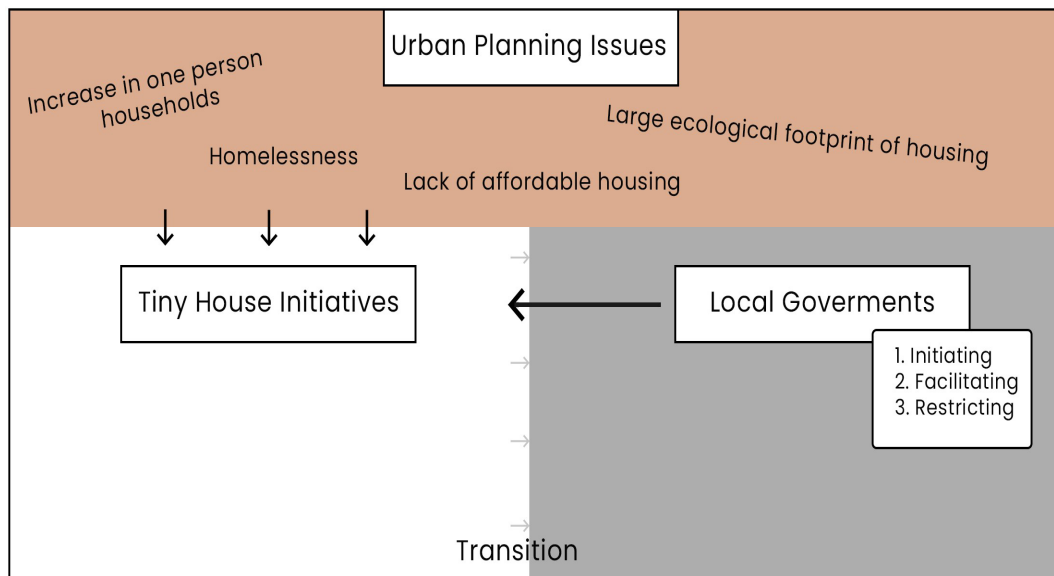 Urban Planning Issues
Increase in one person
households
Large ecological footprint of housing
Homelessness
Lack of affordable housing
Tiny House Initiatives
Local Goverments
1. Initiating
2. Facilitating
3. Restricting
Transition